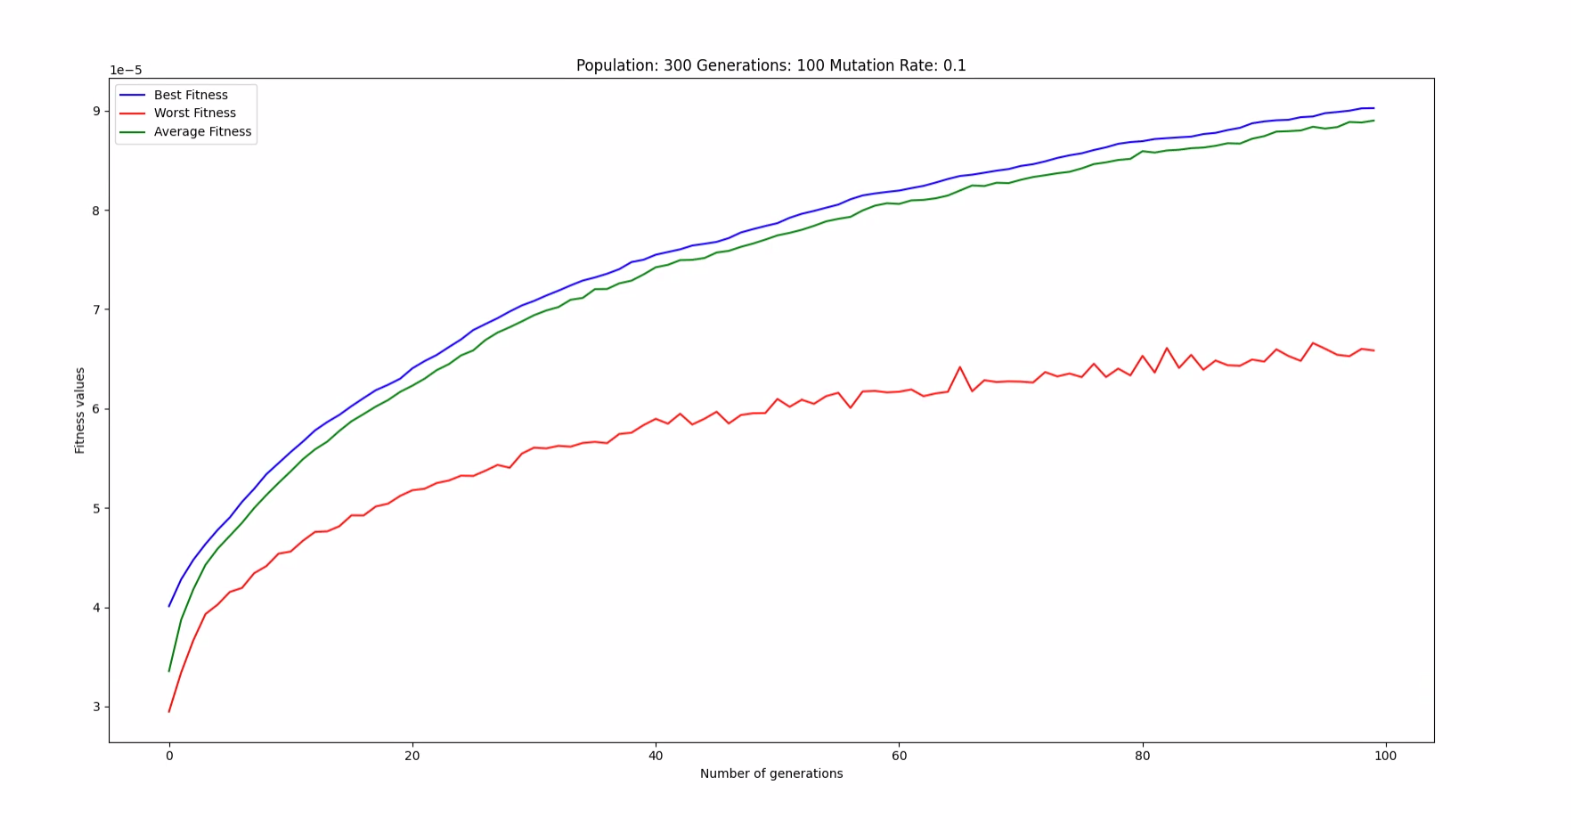 Population: 300 Generations: 100 Mutation Rate: 0.1
1e−5
Best Fitness
Worst Fitness
Average Fitness
9
8
7
6
5
4
3
Fitness values
0 20 40 60 80 100
Number of generations